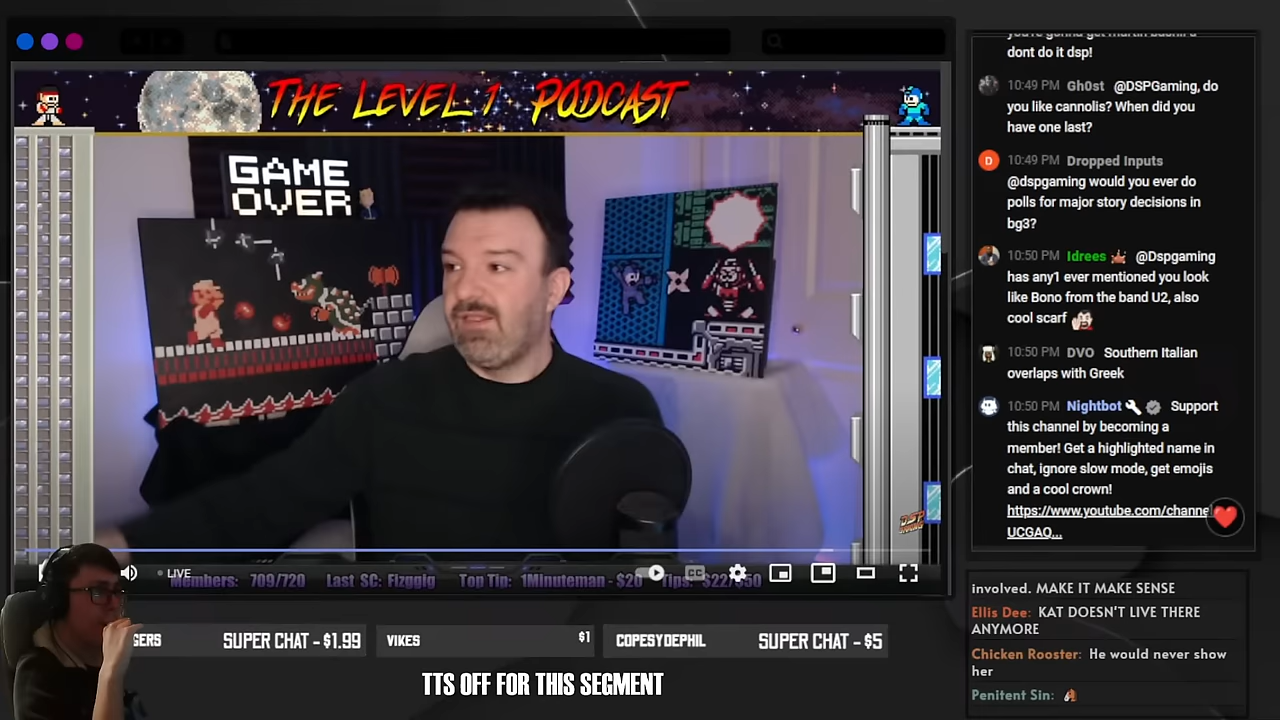 THE LEVEL 1 PODCAST
GAME
OVER
LIVE
Members: 709/720 Last SC: Fizggig Top Tip: 1Minuteman - $20
CC
SUPER CHAT - $1.99
VIKES
$1
COPESYDEPHIL
SUPER CHAT - $5
TTS OFF FOR THIS SEGMENT
dont do it dsp!
10:49 PM Gh0st @DSPGaming, do
you like cannolis? When did you
have one last?
D
10:49 PM Dropped Inputs
@dspgaming would you ever do
polls for major story decisions in
bg3?
10:50 PM Idrees @Dspgaming
has any1 ever mentioned you look
like Bono from the band U2, also
cool scarf
10:50 PM DVO Southern Italian
overlaps with Greek
10:50 PM Nightbot Support
this channel by becoming a
member! Get a highlighted name in
chat, ignore slow mode, get emojis
and a cool crown!
https://www.youtube.com/channel
UCGAO...
involved. MAKE IT MAKE SENSE
Ellis Dee: KAT DOESN'T LIVE THERE
ANYMORE
Chicken Rooster: He would never show
her
Penitent Sin: